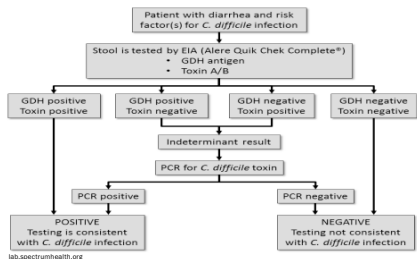 Patient with diarrhea and risk
factor(s) for C. difficile infection
Stool is tested by EIA (Alere Quik Chek Complete®)
• GDH antigen
• Toxin A/B
GDH positive
Toxin positive
GDH positive
Toxin negative
GDH negative
Toxin positive
GDH negative
Toxin negative
Indeterminant result
PCR for C. difficile toxin
PCR positive
PCR negative
POSITIVE
Testing is consistent
with C. difficile infection
NEGATIVE
Testing not consistent
with C. difficile infection
lab.spectrumhealth.org